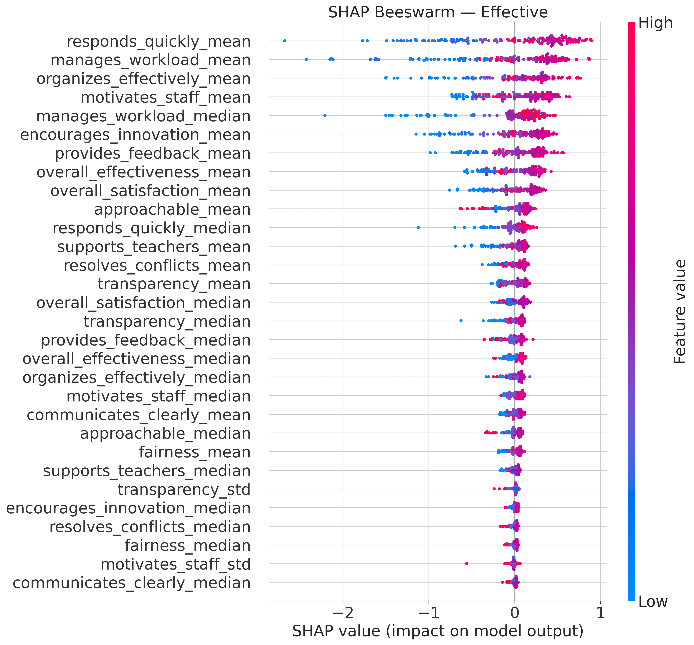 SHAP Beeswarm — Effective
High
responds_quickly_mean
manages_workload_mean
organizes_effectively_mean
motivates_staff_mean
manages_workload_median
encourages_innovation_mean
provides_feedback_mean
overall_effectiveness_mean
overall_satisfaction_mean
approachable_mean
responds_quickly_median
supports_teachers_mean
resolves_conflicts_mean
transparency_mean
overall_satisfaction_median
transparency_median
provides_feedback_median
overall_effectiveness_median
organizes_effectively_median
motivates_staff_median
communicates_clearly_mean
approachable_median
fairness_mean
supports_teachers_median
transparency_std
encourages_innovation_median
resolves_conflicts_median
fairness_median
motivates_staff_std
communicates_clearly_median
Feature value
Low
−2 −1 0 1
SHAP value (impact on model output)